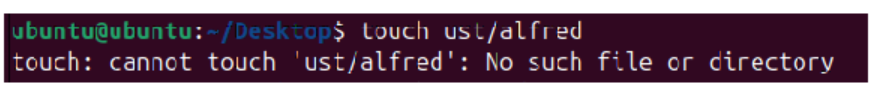 ubuntu@ubuntu:~/Desktop$ touch ust/alfred
touch: cannot touch 'ust/alfred': No such file or directory